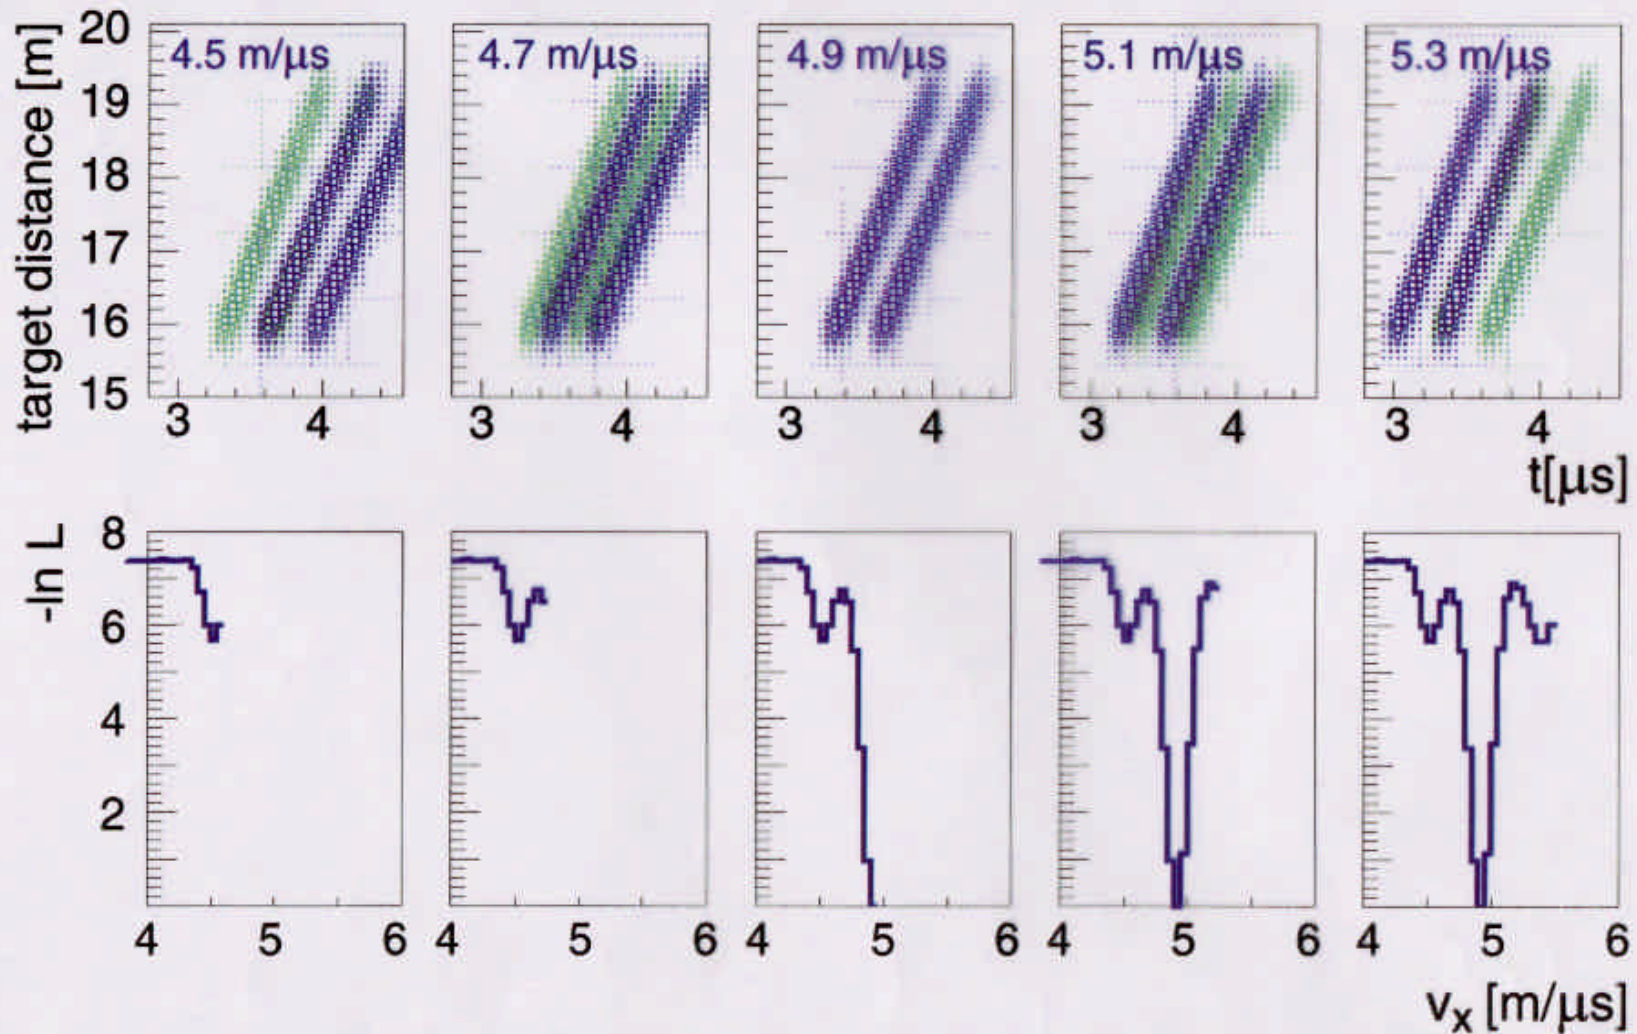 target distance [m]
20
19
18
17
16
15
4.5 m/µs
4.7 m/µs
4.9 m/µs
5.1 m/µs
5.3 m/µs
3 4
3 4
3 4
3 4
3 4
t[µs]
-ln L
8
6
4
2
4 5 6
4 5 6
4 5 6
4 5 6
4 5 6
vₓ [m/µs]